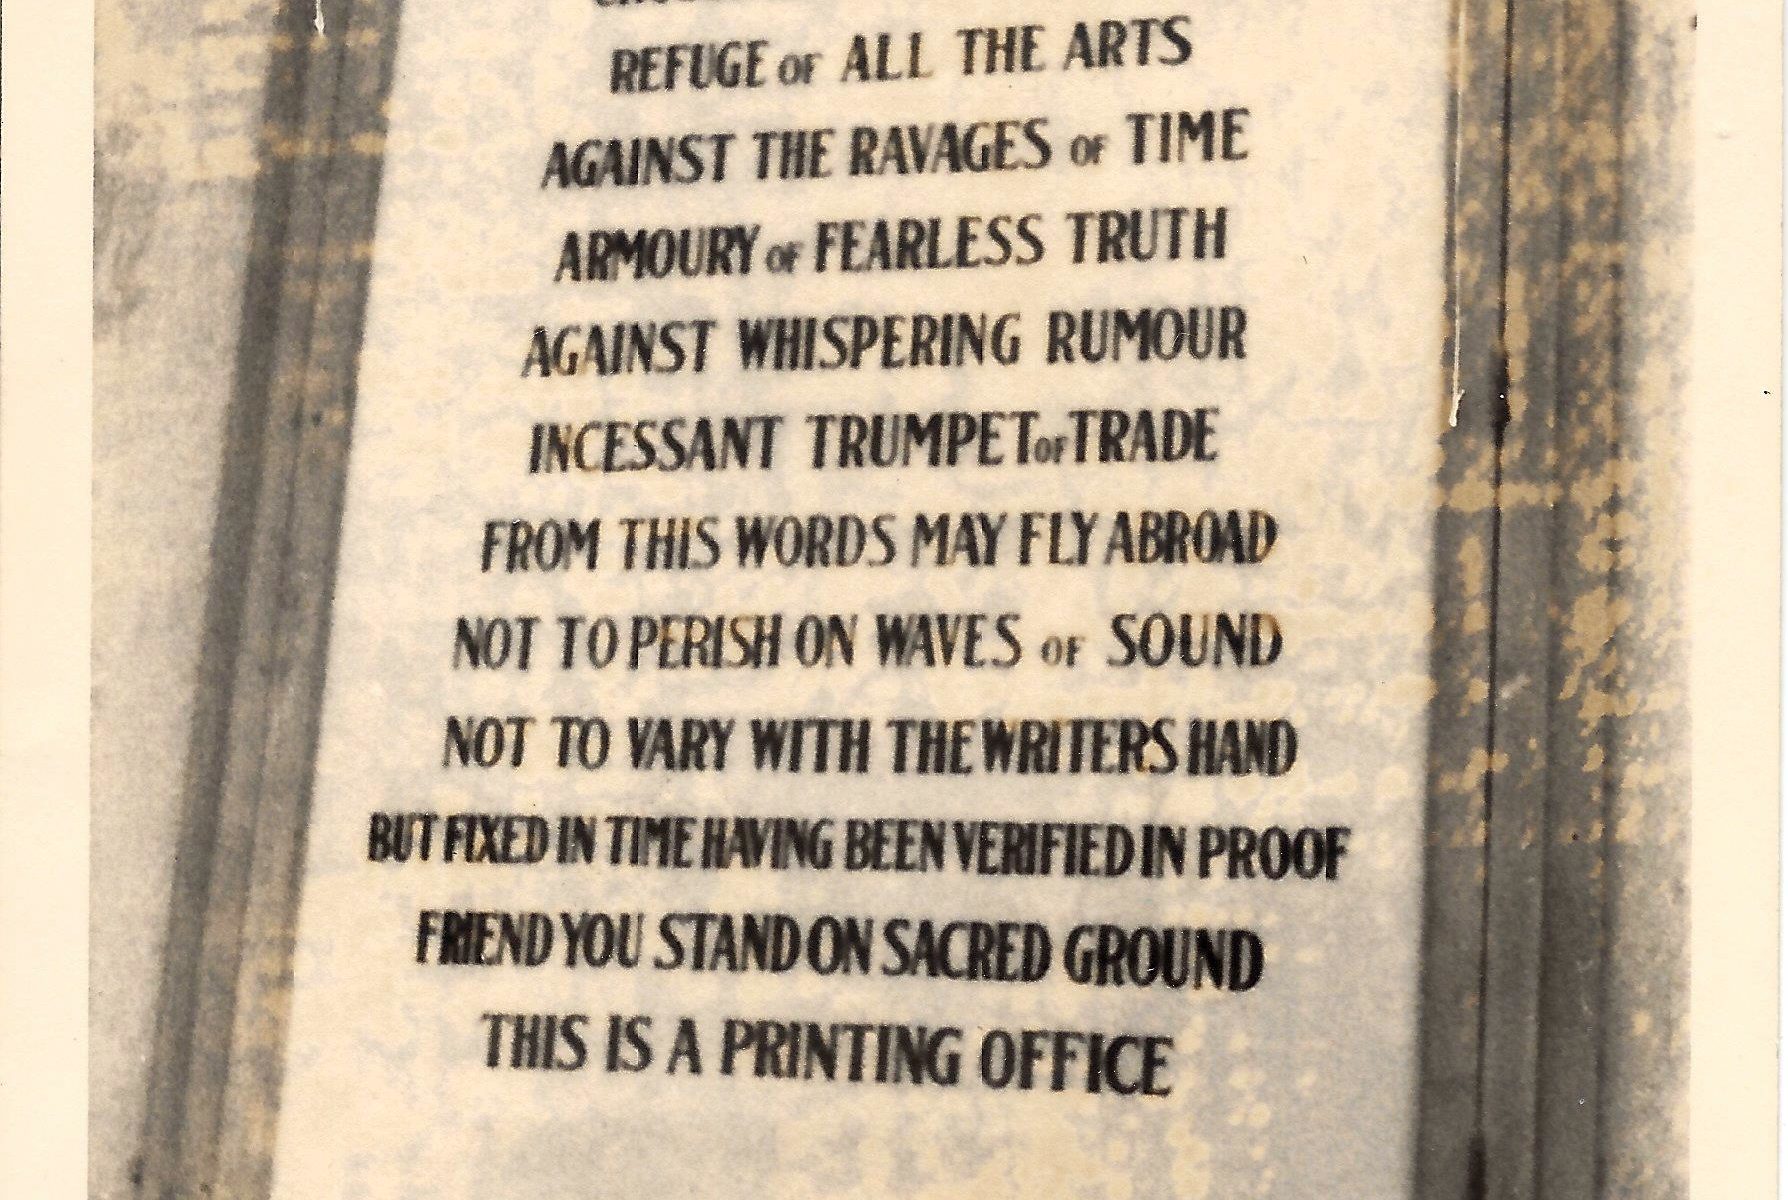 REFUGE OF ALL THE ARTS
AGAINST THE RAVAGES OF TIME
ARMOURY OF FEARLESS TRUTH
AGAINST WHISPERING RUMOUR
INCESSANT TRUMPET OF TRADE
FROM THIS WORDS MAY FLY ABROAD
NOT TO PERISH ON WAVES OF SOUND
NOT TO VARY WITH THE WRITERS HAND
BUT FIXED IN TIME HAVING BEEN VERIFIED IN PROOF
FRIEND YOU STAND ON SACRED GROUND
THIS IS A PRINTING OFFICE